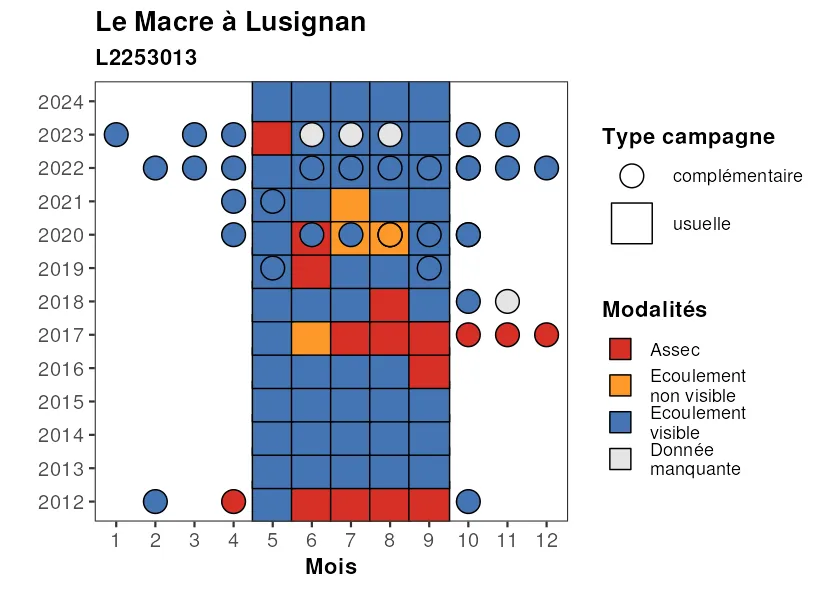 Le Macre à Lusignan
L2253013
2024
2023
2022
2021
2020
2019
2018
2017
2016
2015
2014
2013
2012
1 2 3 4 5 6 7 8 9 10 11 12
Mois
Type campagne
complémentaire
usuelle
Modalités
Assec
Ecoulement
non visible
Ecoulement
visible
Donnée
manquante